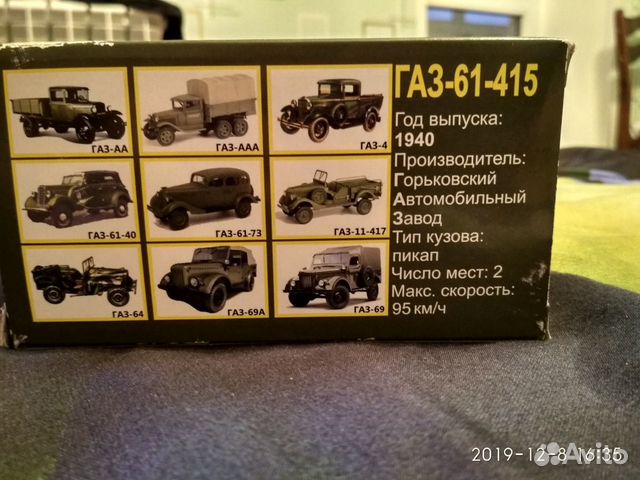 ГАЗ-АА
ГАЗ-ААА
ГАЗ-4
ГАЗ-61-40
ГАЗ-61-73
ГАЗ-11-417
ГАЗ-64
ГАЗ-69А
ГАЗ-69
ГАЗ-61-415
Год выпуска:
1940
Производитель:
Горьковский
Автомобильный
Завод
Тип кузова:
пикап
Число мест: 2
Макс. скорость:
95 км/ч
2019-12-8 16:35
Avito